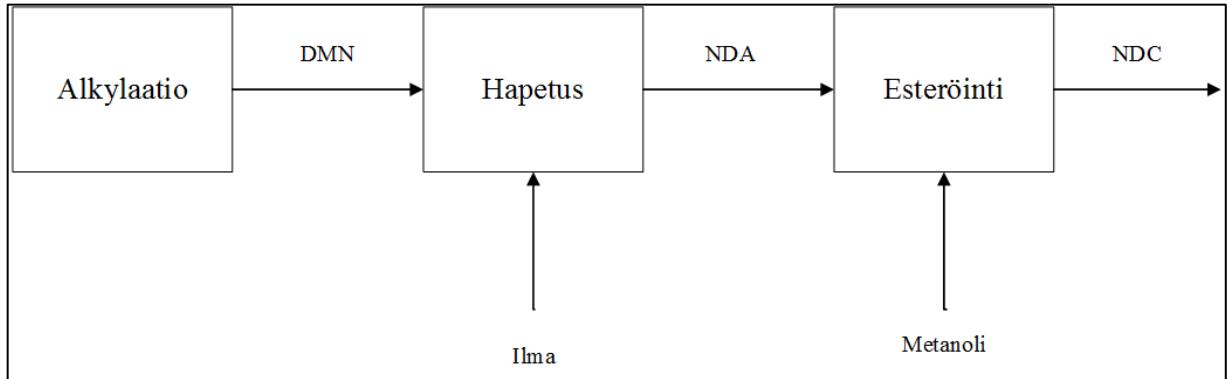 DMN
NDA
NDC
Alkylaatio
Hapetus
Esteröinti
Ilma
Metanoli